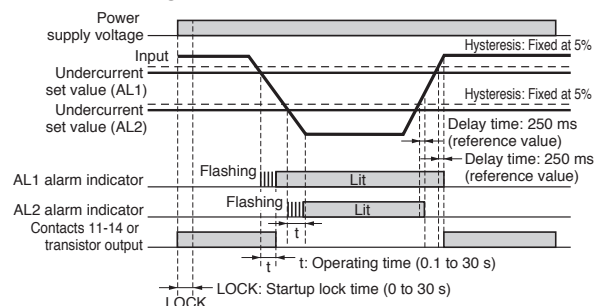 Power
supply voltage
Input
Hysteresis: Fixed at 5%
Undercurrent
set value (AL1)
Hysteresis: Fixed at 5%
Undercurrent
set value (AL2)
Delay time: 250 ms
(reference value)
Delay time: 250 ms
(reference value)
Flashing
AL1 alarm indicator
Lit
Flashing
AL2 alarm indicator
Lit
t
Contacts 11-14 or
transistor output
t
t: Operating time (0.1 to 30 s)
LOCK: Startup lock time (0 to 30 s)
LOCK